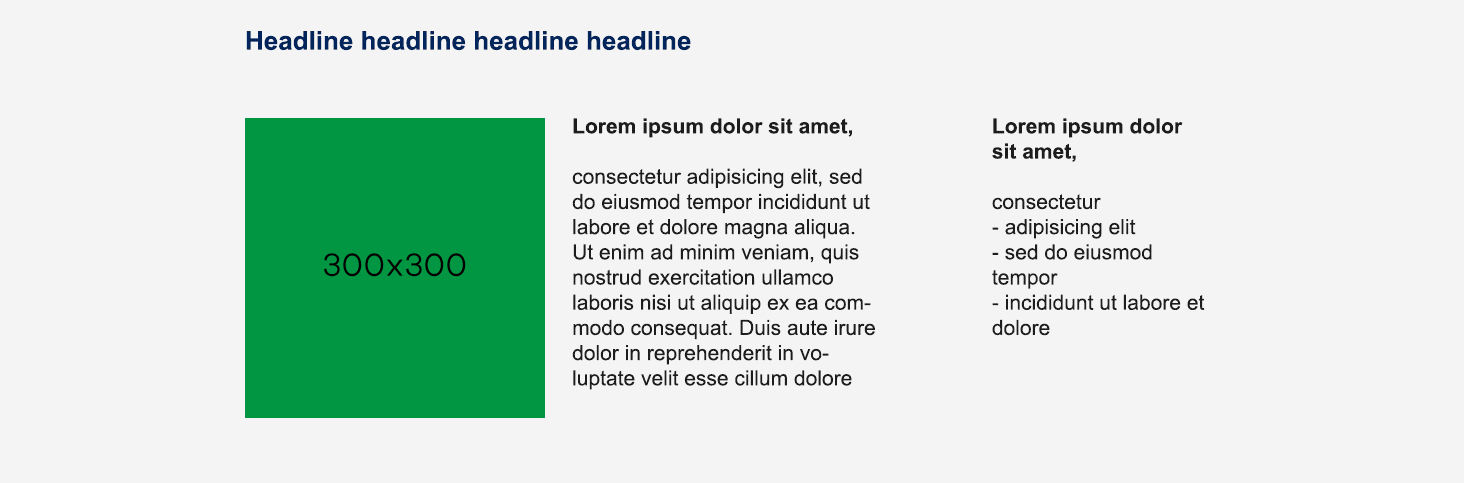 Headline headline headline headline
300x300
Lorem ipsum dolor sit amet,
consectetur adipisicing elit, sed
do eiusmod tempor incididunt ut
labore et dolore magna aliqua.
Ut enim ad minim veniam, quis
nostrud exercitation ullamco
laboris nisi ut aliquip ex ea com-
modo consequat. Duis aute irure
dolor in reprehenderit in vo-
luptate velit esse cillum dolore
Lorem ipsum dolor
sit amet,
consectetur
- adipisicing elit
- sed do eiusmod
tempor
- incididunt ut labore et
dolore